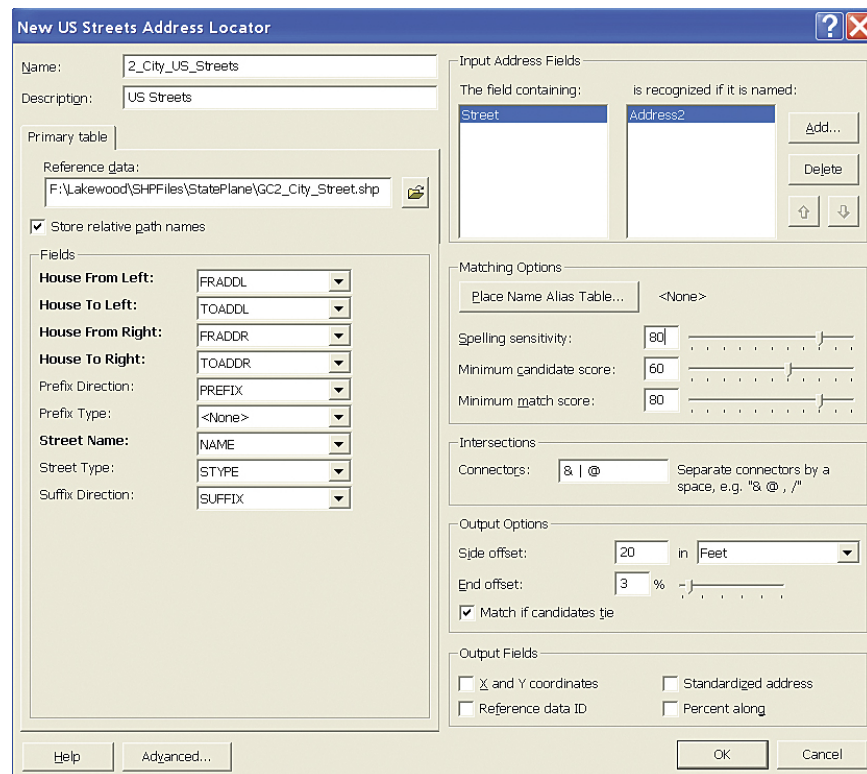 New US Streets Address Locator
Name: 2_City_US_Streets
Description: US Streets
Primary table
Reference data:
F:\Lakewood\SHPFiles\StatePlane\GC2_City_Street.shp
Store relative path names
Fields
House From Left: FRADDL
House To Left: TOADDL
House From Right: FRADDR
House To Right: TOADDR
Prefix Direction: PREFIX
Prefix Type: <None>
Street Name: NAME
Street Type: STYPE
Suffix Direction: SUFFIX
Help Advanced...
Input Address Fields
The field containing: is recognized if it is named:
Street Address2 Add...
Delete
Matching Options
Place Name Alias Table... <None>
Spelling sensitivity: 80
Minimum candidate score: 60
Minimum match score: 80
Intersections
Connectors: & | @ Separate connectors by a
space, e.g. "& @ , /"
Output Options
Side offset: 20 in Feet
End offset: 3 %
Match if candidates tie
Output Fields
X and Y coordinates Standardized address
Reference data ID Percent along
OK Cancel